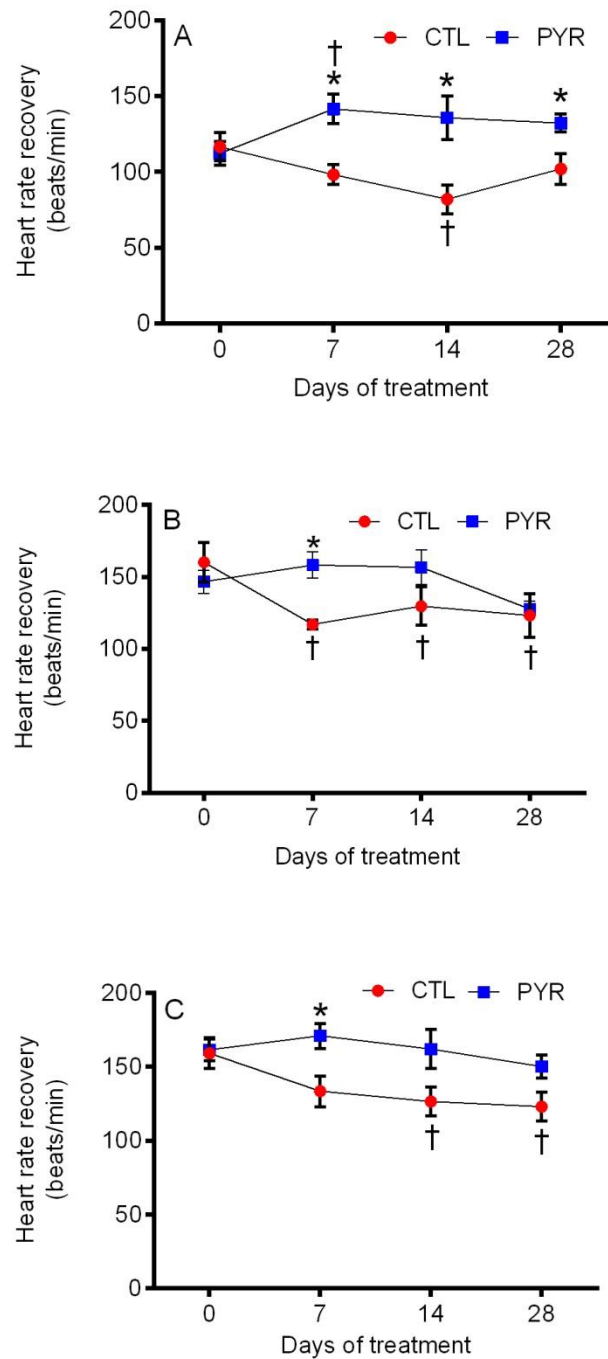 A
CTL PYR
200
150
100
50
0
† * * *
†
Heart rate recovery
(beats/min)
0 7 14 28
Days of treatment
B
CTL PYR
200
150
100
50
0
*
† † †
Heart rate recovery
(beats/min)
0 7 14 28
Days of treatment
C
CTL PYR
200
150
100
50
0
*
† †
Heart rate recovery
(beats/min)
0 7 14 28
Days of treatment